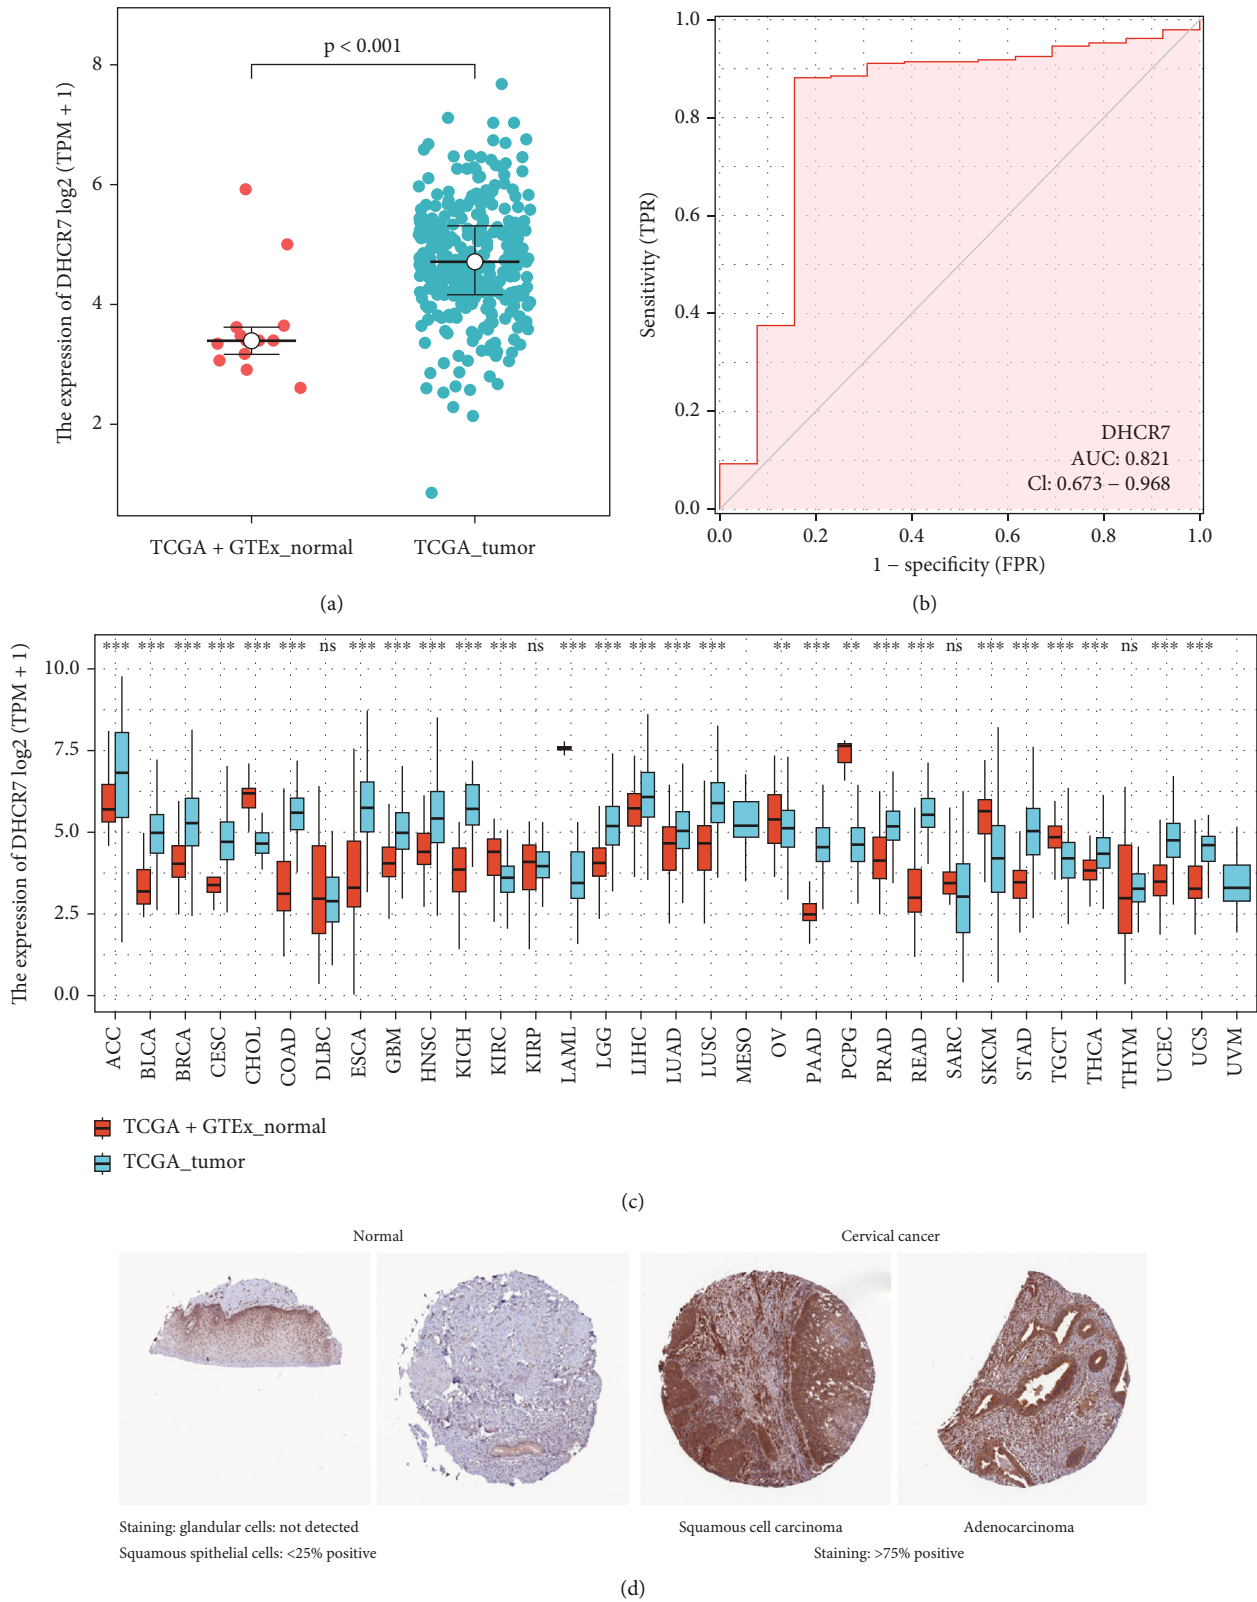 p < 0.001
The expression of DHCR7 log2 (TPM + 1)
8
6
4
2
TCGA + GTEx_normal
TCGA_tumor
(a)
Sensitivity (TPR)
1.0
0.8
0.6
0.4
0.2
0.0
DHCR7
AUC: 0.821
CI: 0.673 – 0.968
0.0 0.2 0.4 0.6 0.8 1.0
1 – specificity (FPR)
(b)
The expression of DHCR7 log2 (TPM + 1)
*** *** *** *** *** *** ns *** *** *** *** *** ns *** *** *** *** *** ** *** ** *** *** ns *** *** *** *** ns *** ***
10.0
7.5
5.0
2.5
0.0
ACC BLCA BRCA CESC CHOL COAD DLBC ESCA GBM HNSC KICH KIRC KIRP LAML LGG LIHC LUAD LUSC MESO OV PAAD PCPG PRAD READ SARC SKCM STAD TGCT THCA THYM UCEC UCS UVM
TCGA + GTEx_normal
TCGA_tumor
(c)
Normal
Cervical cancer
Staining: glandular cells: not detected
Squamous spithelial cells: <25% positive
Squamous cell carcinoma
Adenocarcinoma
Staining: >75% positive
(d)